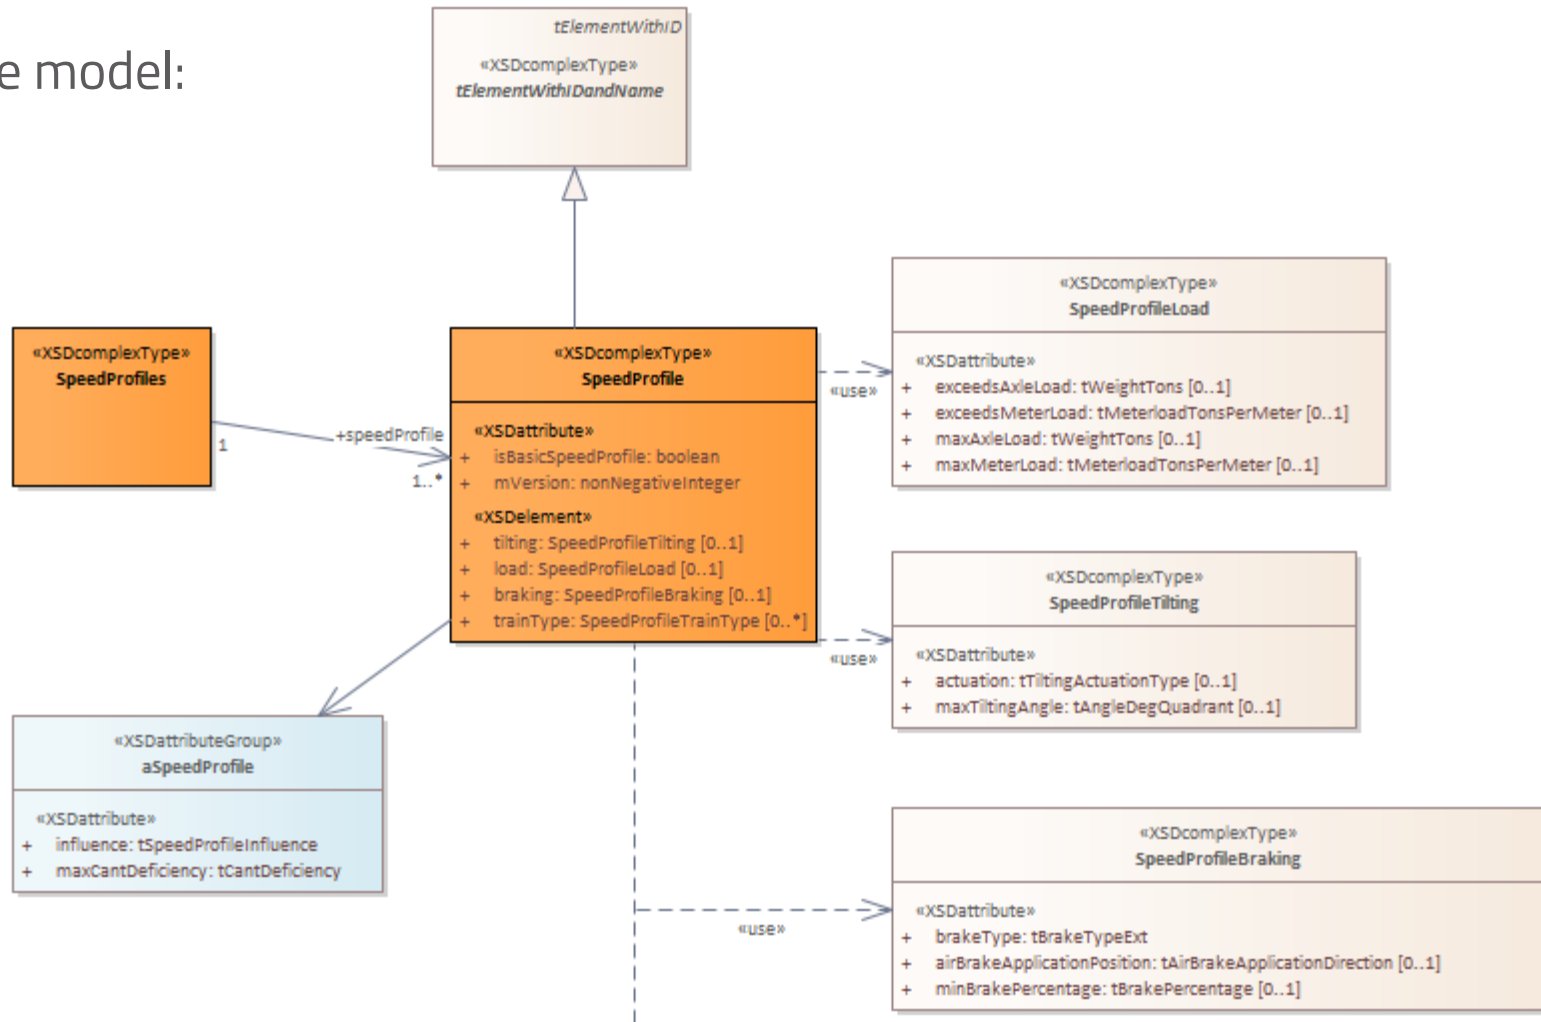 e model:
tElementWithID
«XSDcomplexType»
tElementWithIDandName
«XSDcomplexType»
SpeedProfiles
1
+speedProfile
1..*
«XSDcomplexType»
SpeedProfile
«XSDattribute»
+ isBasicSpeedProfile: boolean
+ mVersion: nonNegativeInteger
«XSDelement»
+ tilting: SpeedProfileTilting [0..1]
+ load: SpeedProfileLoad [0..1]
+ braking: SpeedProfileBraking [0..1]
+ trainType: SpeedProfileTrainType [0..*]
«use»
«XSDcomplexType»
SpeedProfileLoad
«XSDattribute»
+ exceedsAxleLoad: tWeightTons [0..1]
+ exceedsMeterLoad: tMeterloadTonsPerMeter [0..1]
+ maxAxleLoad: tWeightTons [0..1]
+ maxMeterLoad: tMeterloadTonsPerMeter [0..1]
«use»
«XSDcomplexType»
SpeedProfileTilting
«XSDattribute»
+ actuation: tTiltingActuationType [0..1]
+ maxTiltingAngle: tAngleDegQuadrant [0..1]
«XSDattributeGroup»
aSpeedProfile
«XSDattribute»
+ influence: tSpeedProfileInfluence
+ maxCantDeficiency: tCantDeficiency
«use»
«XSDcomplexType»
SpeedProfileBraking
«XSDattribute»
+ brakeType: tBrakeTypeExt
+ airBrakeApplicationPosition: tAirBrakeApplicationDirection [0..1]
+ minBrakePercentage: tBrakePercentage [0..1]